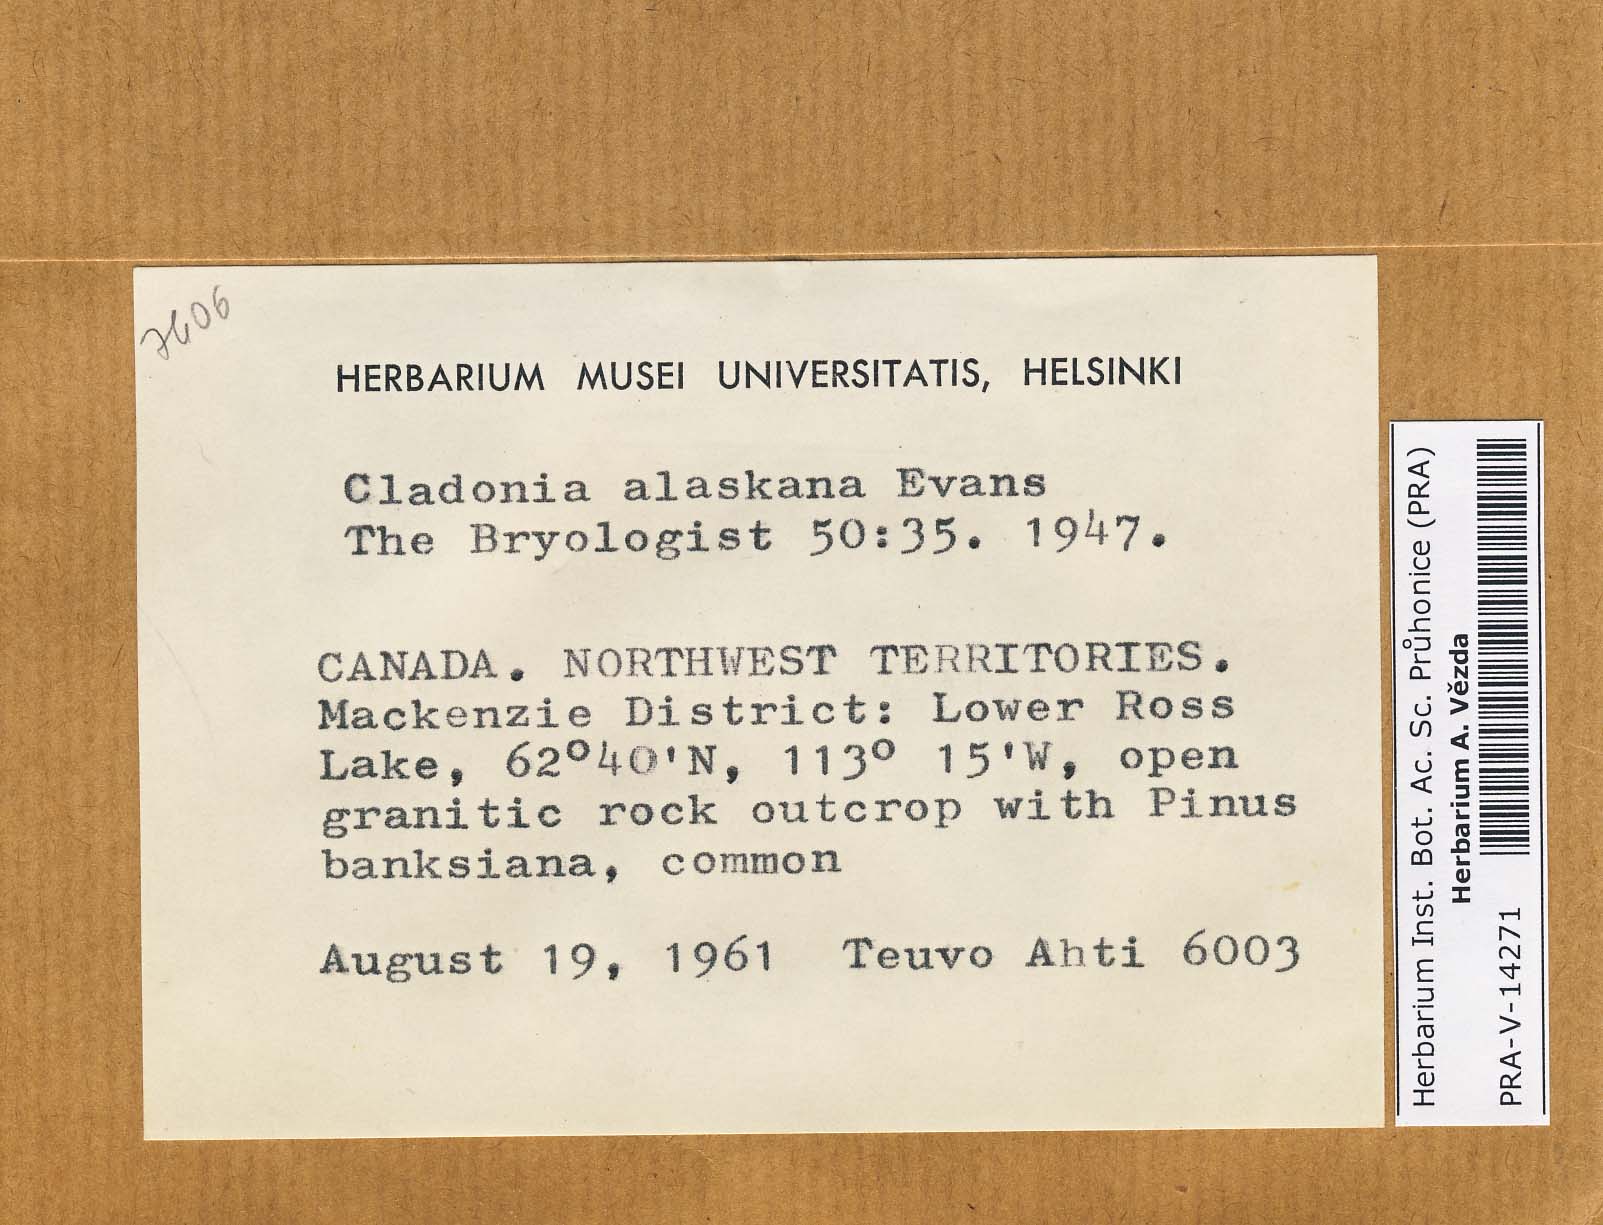 7606
HERBARIUM MUSEI UNIVERSITATIS, HELSINKI
Cladonia alaskana Evans
The Bryologist 50:35. 1947.
CANADA. NORTHWEST TERRITORIES.
Mackenzie District: Lower Ross
Lake, 62°40'N, 113° 15'W, open
granitic rock outcrop with Pinus
banksiana, common
August 19, 1961 Teuvo Ahti 6003
Herbarium Inst. Bot. Ac. Sc. Průhonice (PRA)
Herbarium A. Vězda
PRA-V-14271